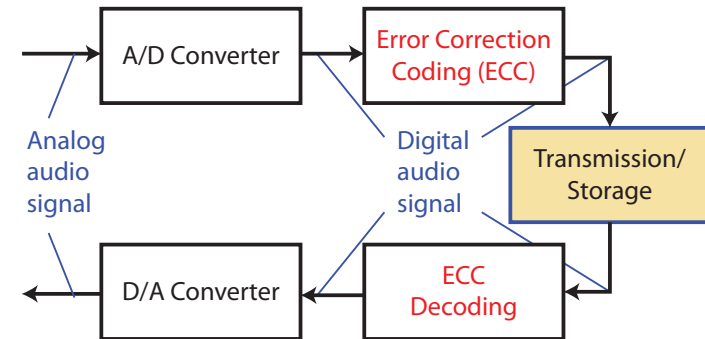 A/D Converter
Error Correction
Coding (ECC)
Analog
audio
signal
Digital
audio
signal
Transmission/
Storage
D/A Converter
ECC
Decoding